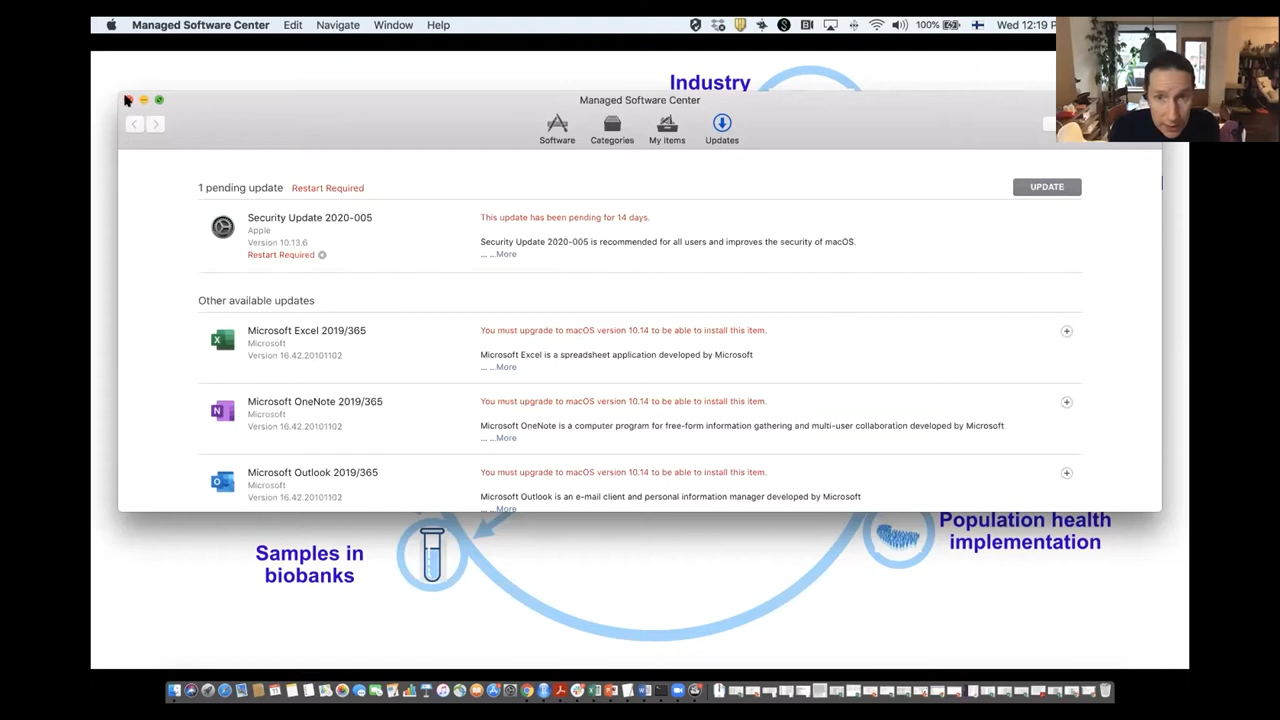 Managed Software Center Edit Navigate Window Help 100% Wed 12:19 P
Industry
Managed Software Center
Software Categories My Items Updates
1 pending update Restart Required UPDATE
Security Update 2020-005 This update has been pending for 14 days.
Apple
Version 10.13.6 Security Update 2020-005 is recommended for all users and improves the security of macOS.
Restart Required ... ...More
Other available updates
Microsoft Excel 2019/365 You must upgrade to macOS version 10.14 to be able to install this item.
Microsoft
Version 16.42.20101102 Microsoft Excel is a spreadsheet application developed by Microsoft
... ...More
Microsoft OneNote 2019/365 You must upgrade to macOS version 10.14 to be able to install this item.
Microsoft
Version 16.42.20101102 Microsoft OneNote is a computer program for free-form information gathering and multi-user collaboration developed by Microsoft
... ...More
Microsoft Outlook 2019/365 You must upgrade to macOS version 10.14 to be able to install this item.
Microsoft
Version 16.42.20101102 Microsoft Outlook is an e-mail client and personal information manager developed by Microsoft
... ...More
Samples in
biobanks
Population health
implementation